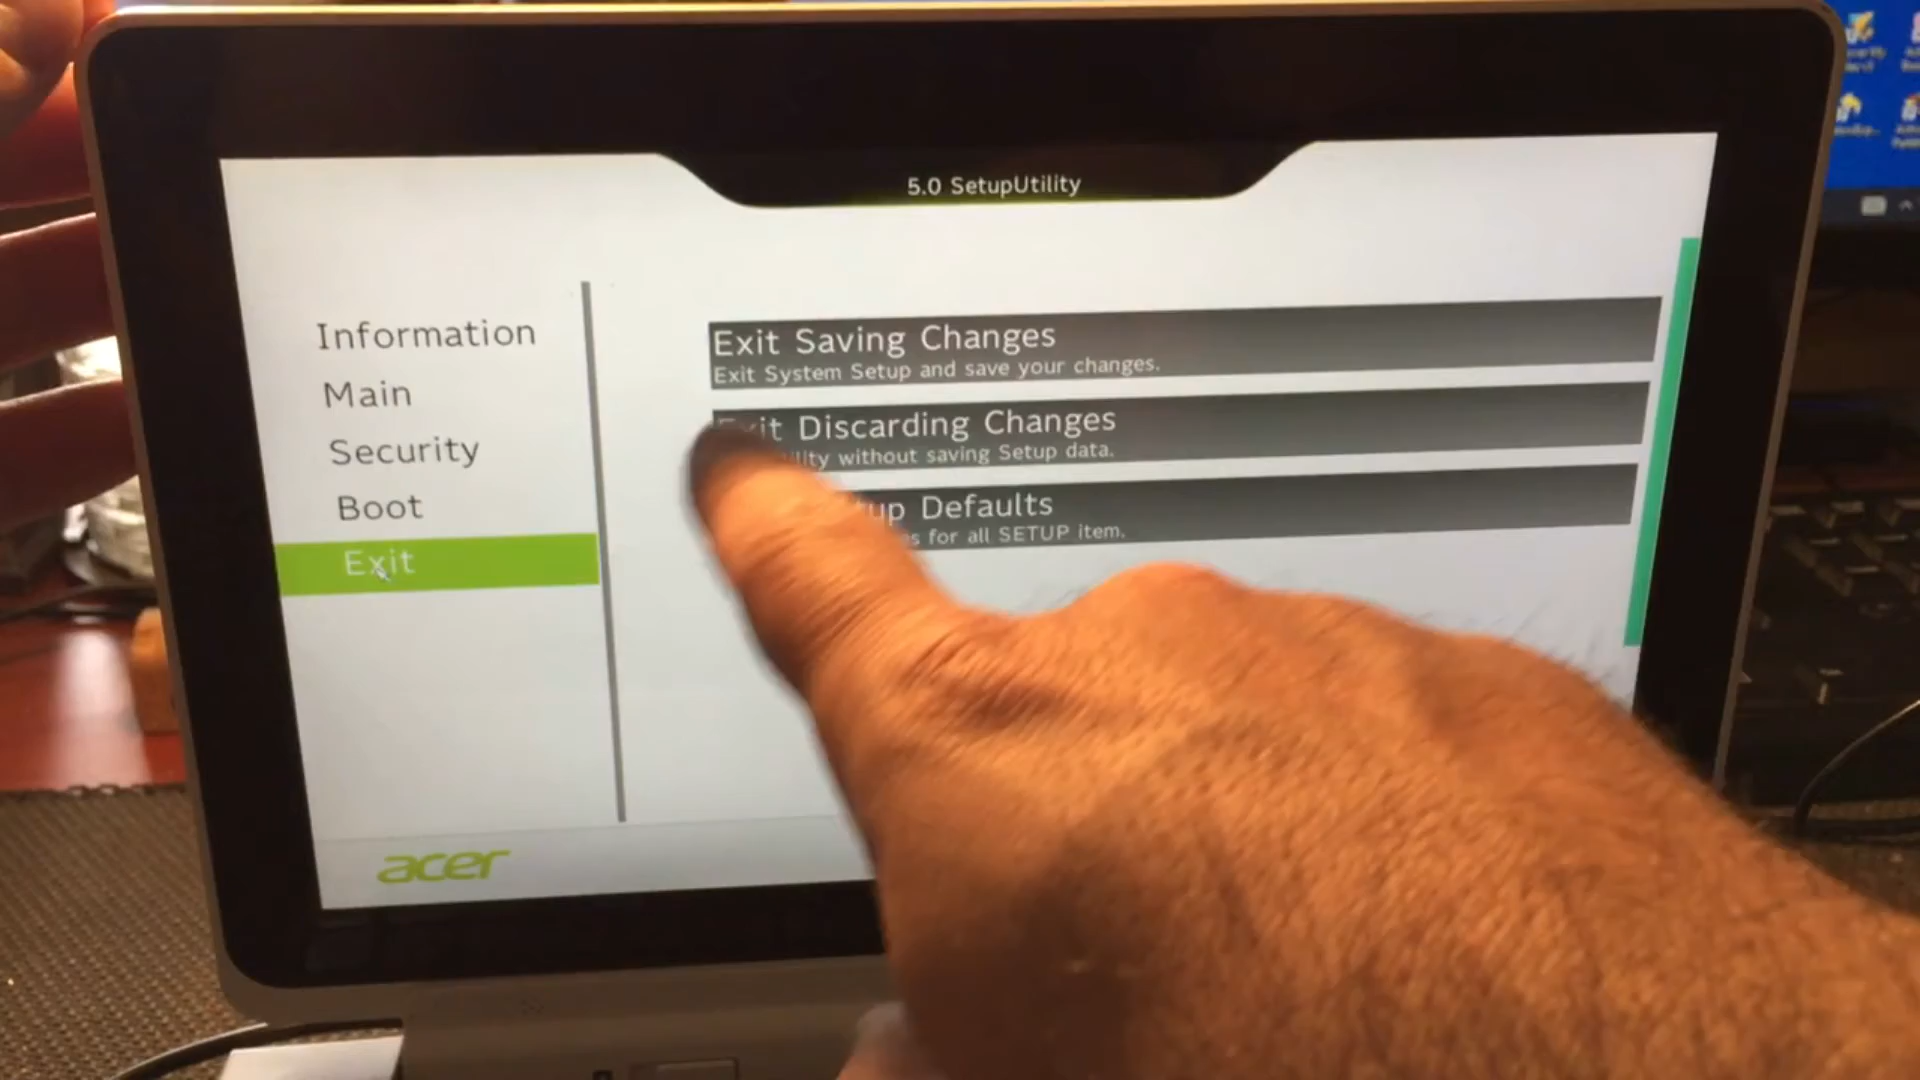 5.0 SetupUtility
Information
Main
Security
Boot
Exit
Exit Saving Changes
Exit System Setup and save your changes.
Exit Discarding Changes
without saving Setup data.
Defaults
for all SETUP item.
acer